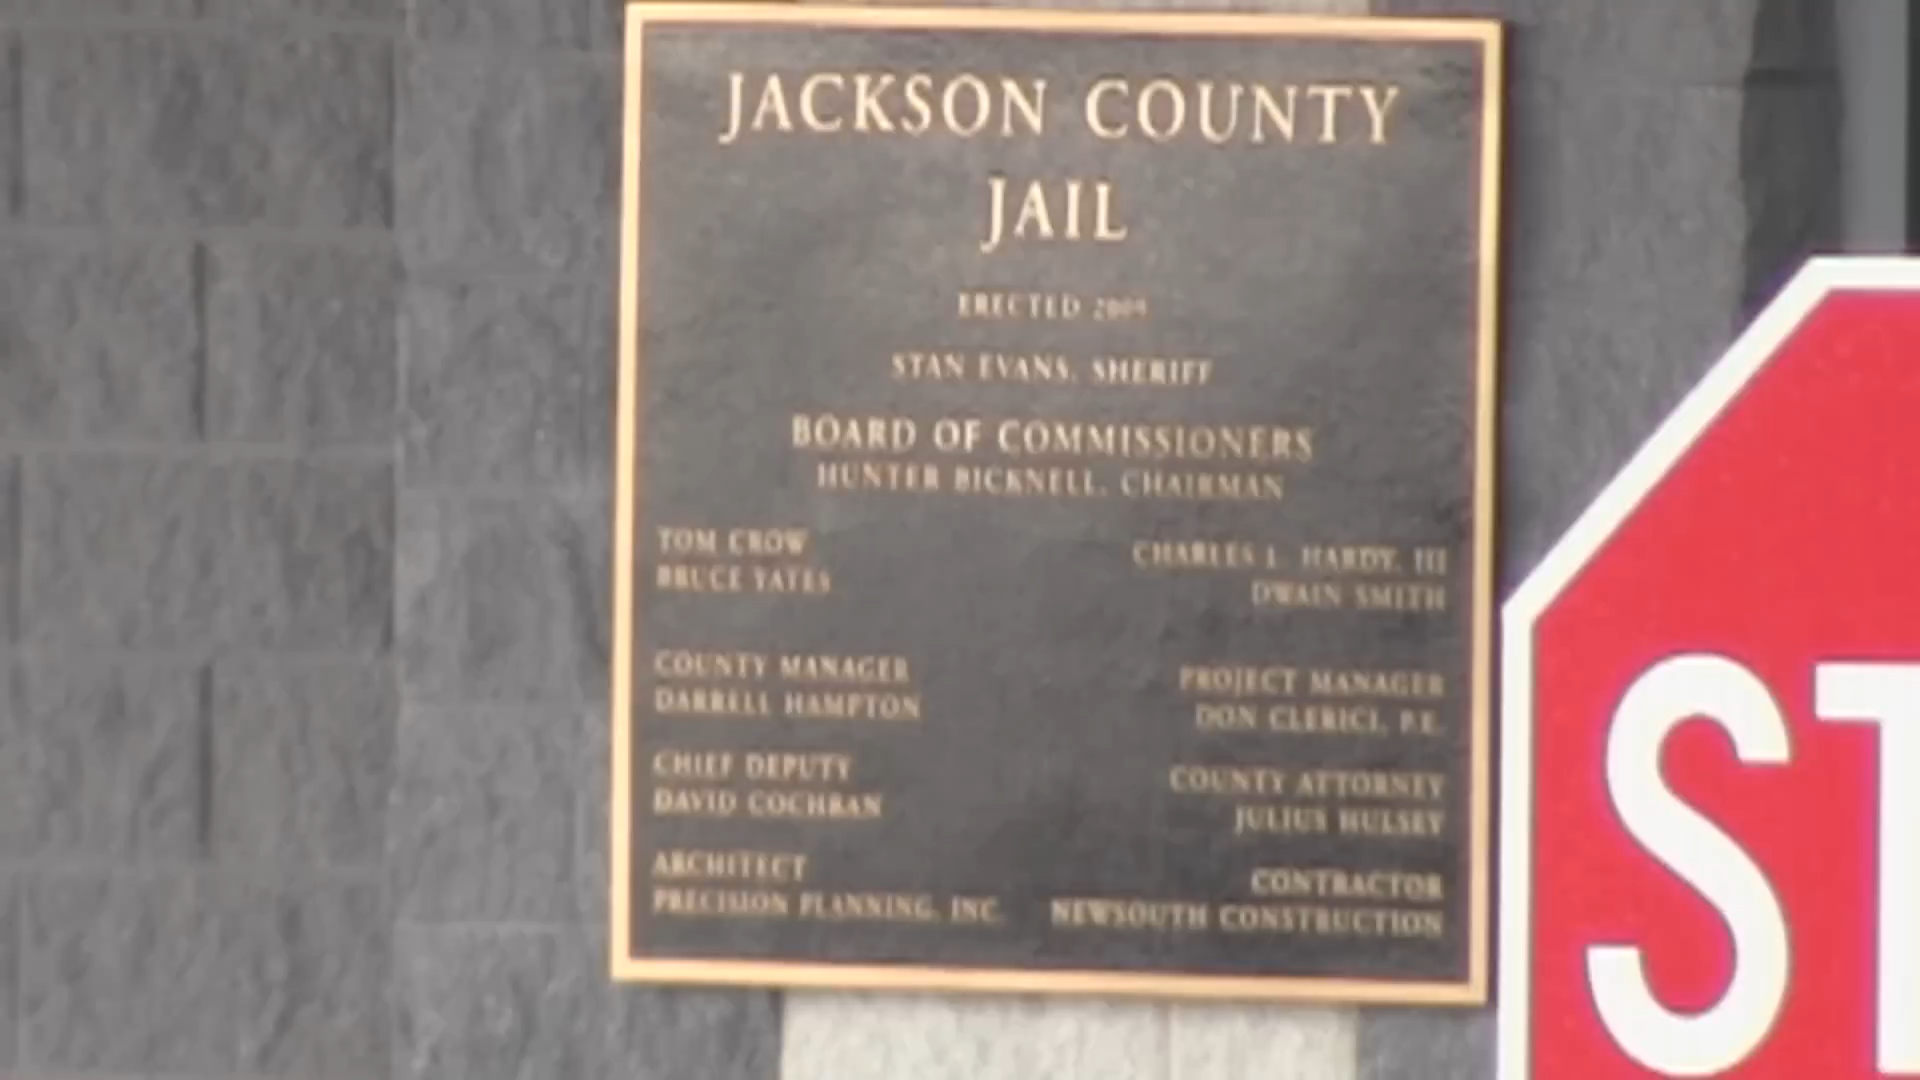 JACKSON COUNTY
JAIL
ERECTED 2009
STAN EVANS, SHERIFF
BOARD OF COMMISSIONERS
HUNTER BICKNELL, CHAIRMAN
TOM CROW
BRUCE YATES
CHARLES L. HARDY, III
DWAIN SMITH
COUNTY MANAGER
DARRELL HAMPTON
PROJECT MANAGER
DON CLERICI, P.E.
CHIEF DEPUTY
DAVID COCHRAN
COUNTY ATTORNEY
JULIUS HULSEY
ARCHITECT
PRECISION PLANNING, INC.
CONTRACTOR
NEWSOUTH CONSTRUCTION
ST